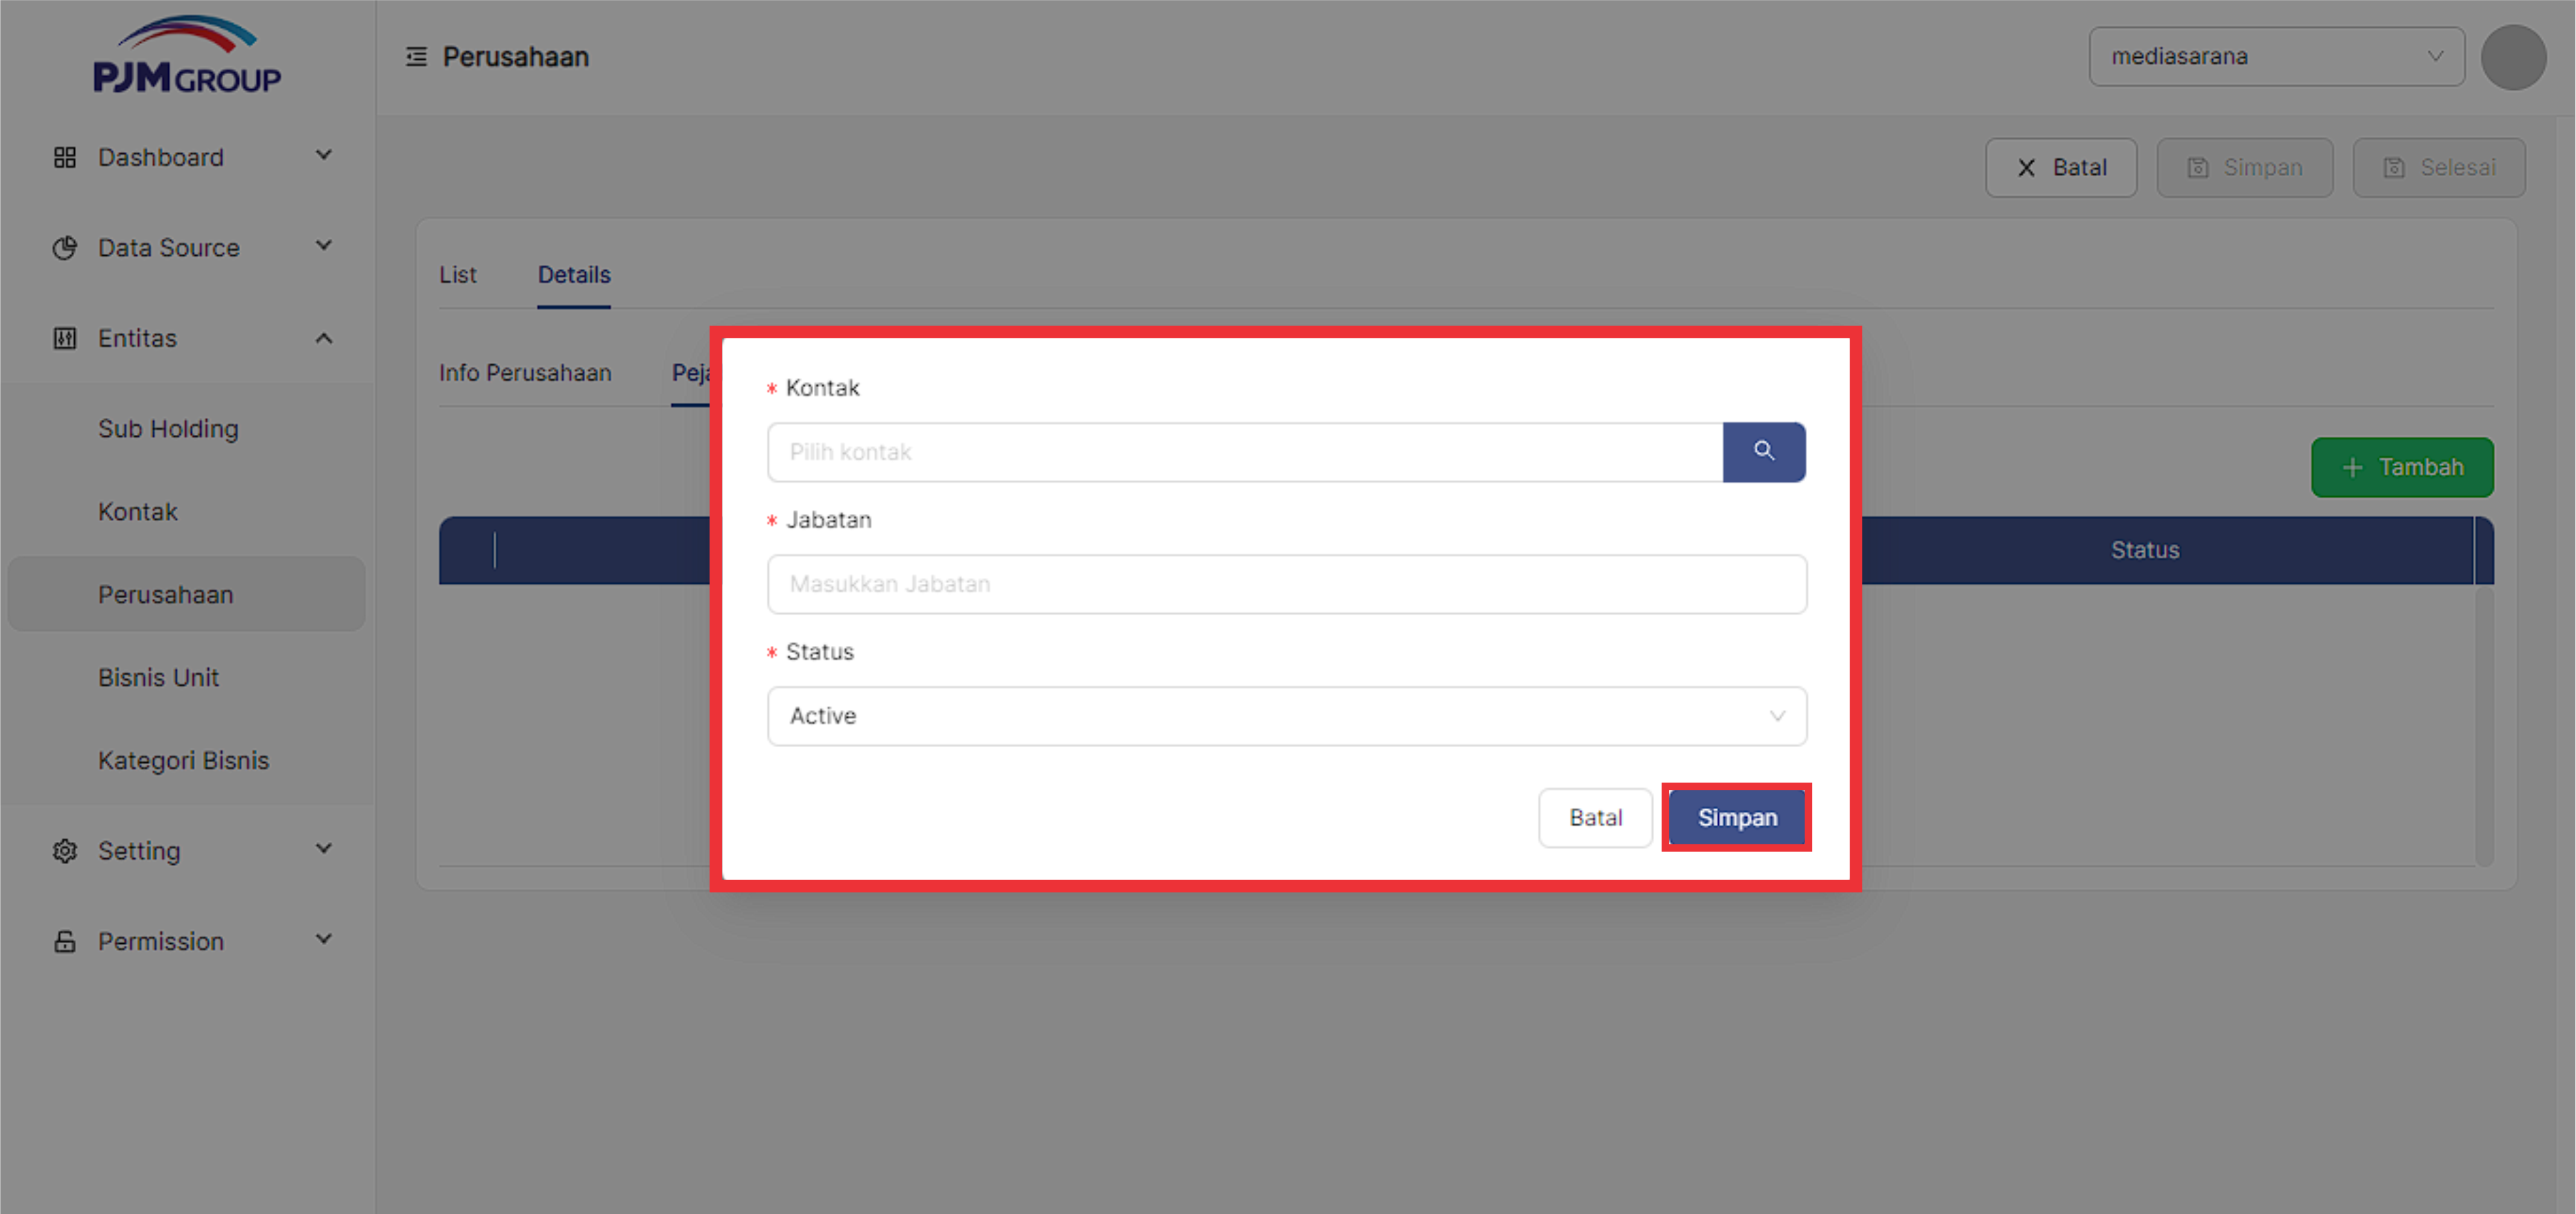 PJM GROUP
Perusahaan
mediasarana
Dashboard
Data Source
Entitas
Sub Holding
Kontak
Perusahaan
Bisnis Unit
Kategori Bisnis
Setting
Permission
Batal
Simpan
Selesai
List
Details
Info Perusahaan
Tambah
Status
* Kontak
Pilih kontak
* Jabatan
Masukkan Jabatan
* Status
Active
Batal
Simpan